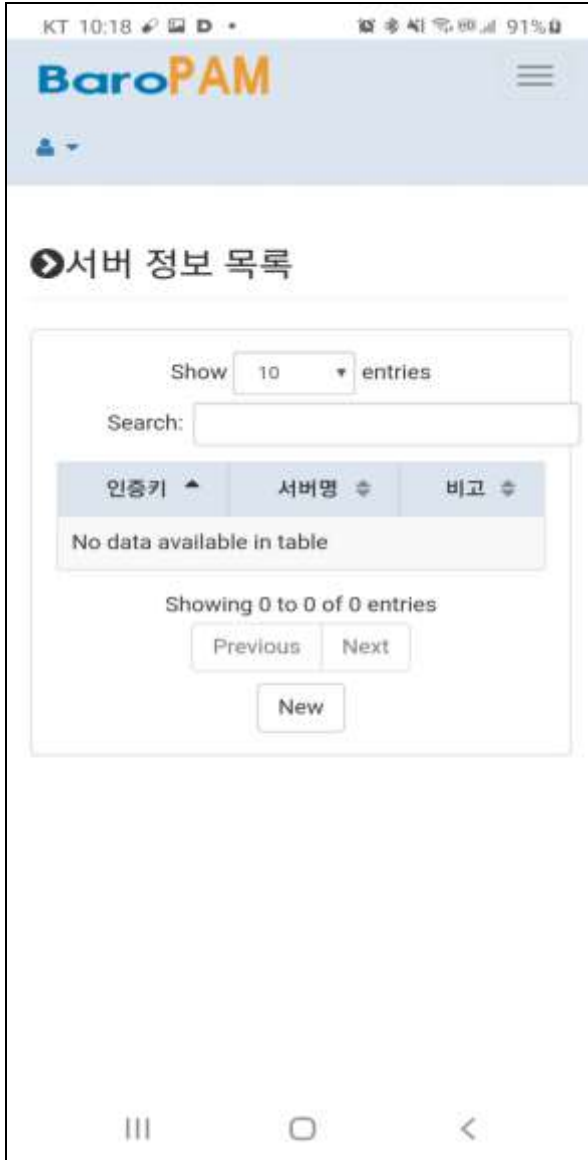 KT 10:18 D • 91%
BaroPAM
서버 정보 목록
Show 10 entries
Search:
인증키 서버명 비고
No data available in table
Showing 0 to 0 of 0 entries
Previous Next
New